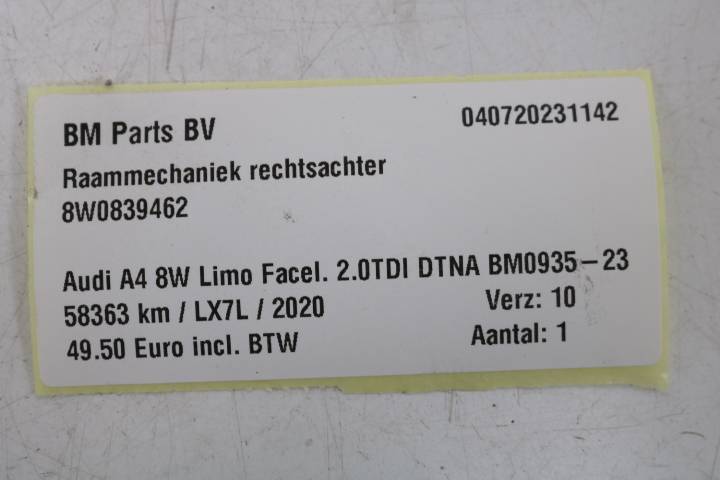 BM Parts BV 040720231142
Raammechaniek rechtsachter
8W0839462
Audi A4 8W Limo Facel. 2.0TDI DTNA BM0935-23
58363 km / LX7L / 2020 Verz: 10
49.50 Euro incl. BTW Aantal: 1